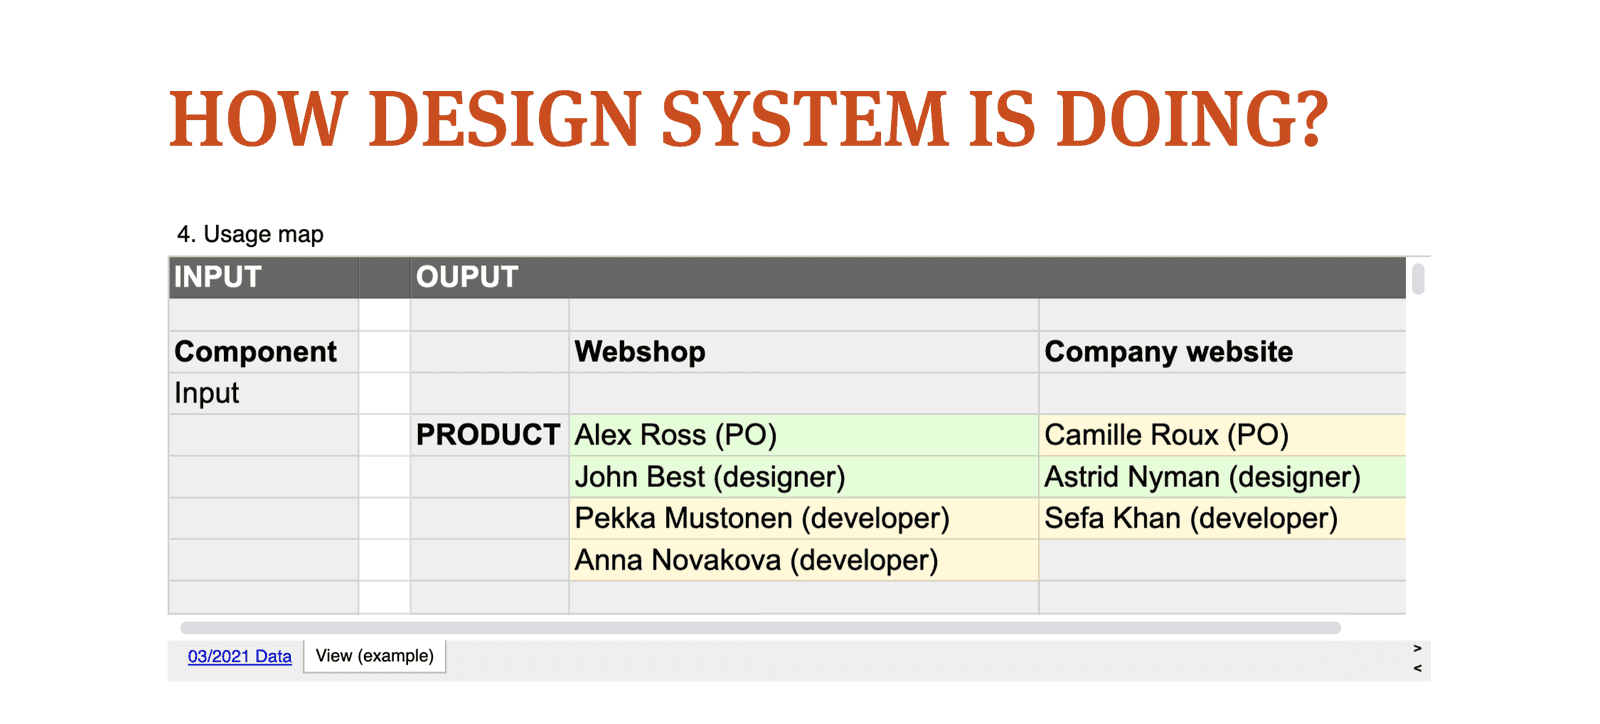 HOW DESIGN SYSTEM IS DOING?
4. Usage map
INPUT OUPUT
Component Webshop Company website
Input
PRODUCT Alex Ross (PO) Camille Roux (PO)
John Best (designer) Astrid Nyman (designer)
Pekka Mustonen (developer) Sefa Khan (developer)
Anna Novakova (developer)
03/2021 Data View (example) >
<